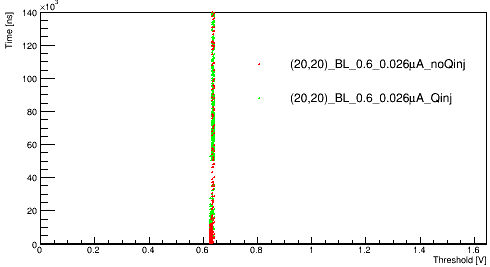 ×10³
Time [ns]
140
120
100
80
60
40
20
0
(20,20)_BL_0.6_0.026μA_noQinj
(20,20)_BL_0.6_0.026μA_Qinj
0 0.2 0.4 0.6 0.8 1 1.2 1.4 1.6
Threshold [V]